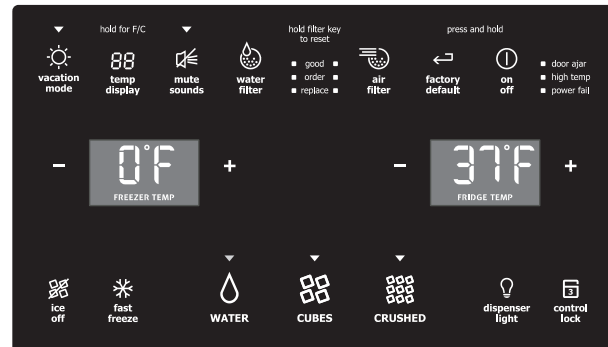 hold for F/C
hold filter key
to reset
press and hold
88
vacation
mode
temp
display
mute
sounds
water
filter
good
order
replace
air
filter
factory
default
on
off
door ajar
high temp
power fail
- 0°F +
FREEZER TEMP
- 37°F +
FRIDGE TEMP
ice
off
fast
freeze
WATER
CUBES
CRUSHED
dispenser
light
3
control
lock